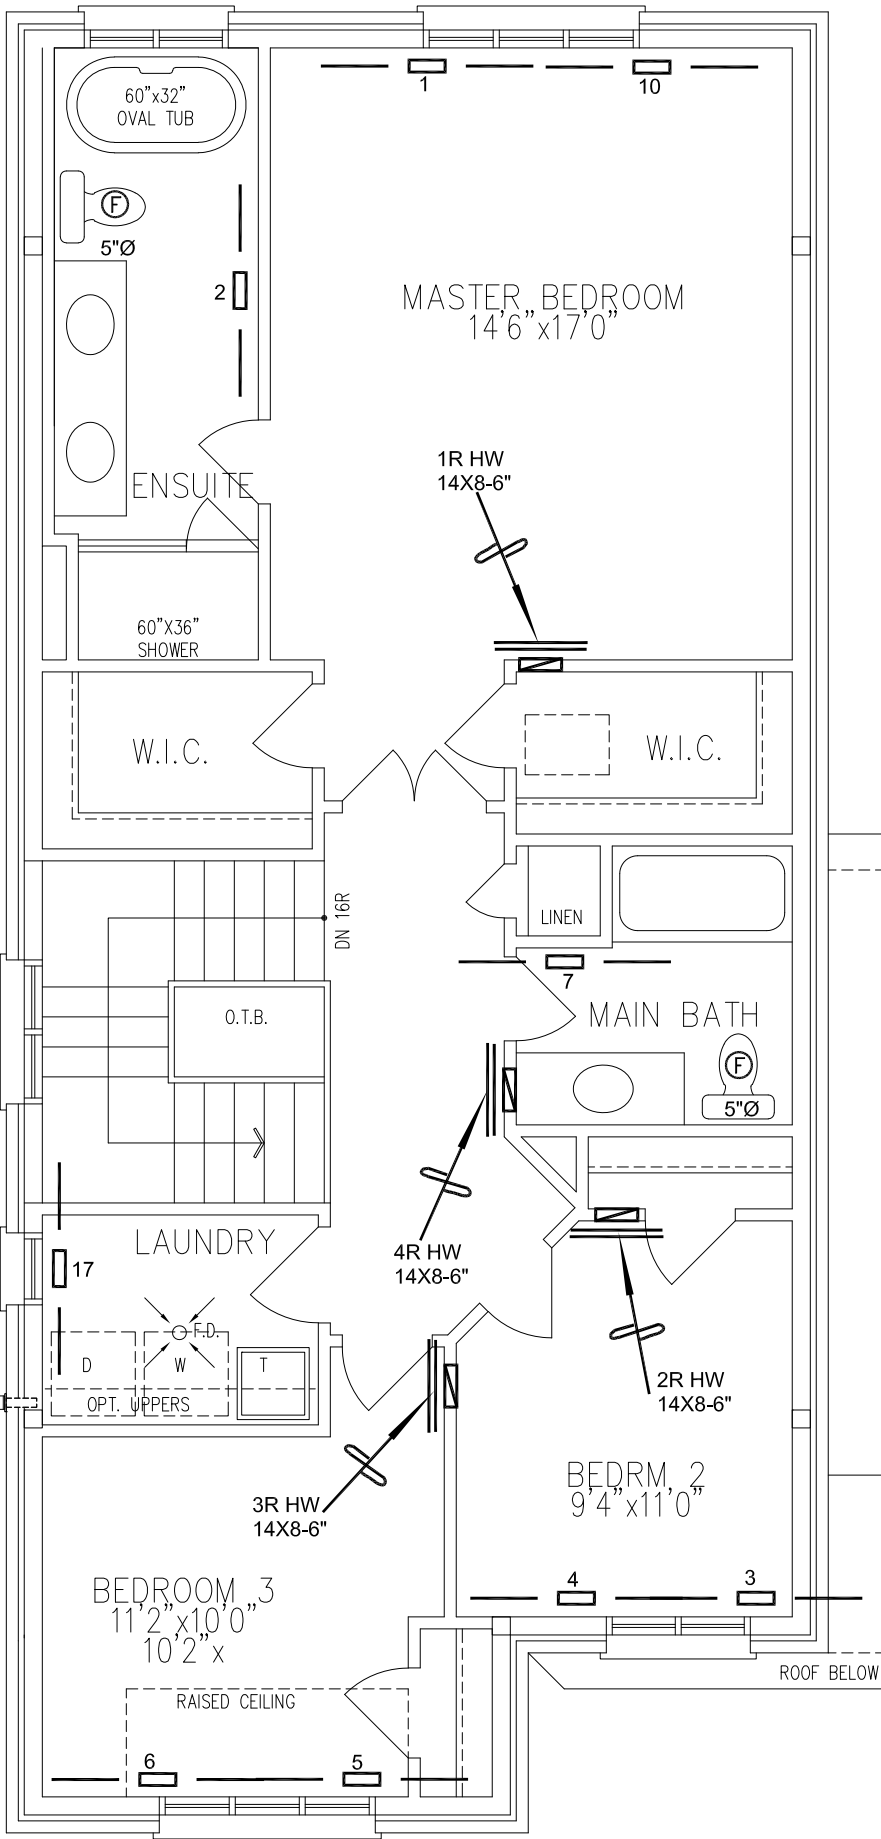 60"x32"
OVAL TUB
1
10
F
5"Ø
2
MASTER BEDROOM
14'6"x17'0"
1R HW
14X8-6"
ENSUITE
60"X36"
SHOWER
W.I.C.
W.I.C.
DN 16R
LINEN
7
O.T.B.
MAIN BATH
F
5"Ø
LAUNDRY
4R HW
14X8-6"
17
F.D.
D
W
T
OPT. UPPERS
2R HW
14X8-6"
3R HW
14X8-6"
BEDRM. 2
9'4"x11'0"
BEDROOM 3
11'2"x10'0"
10'2"x
4
3
ROOF BELOW
RAISED CEILING
6
5